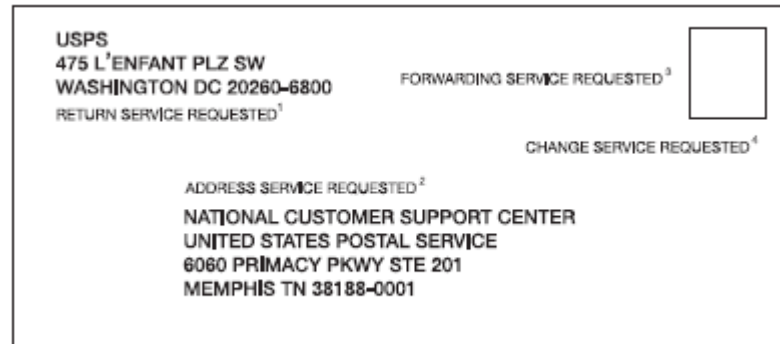 USPS
475 L'ENFANT PLZ SW
WASHINGTON DC 20260-6800
RETURN SERVICE REQUESTED¹
FORWARDING SERVICE REQUESTED³
CHANGE SERVICE REQUESTED⁴
ADDRESS SERVICE REQUESTED²
NATIONAL CUSTOMER SUPPORT CENTER
UNITED STATES POSTAL SERVICE
6060 PRIMACY PKWY STE 201
MEMPHIS TN 38188-0001